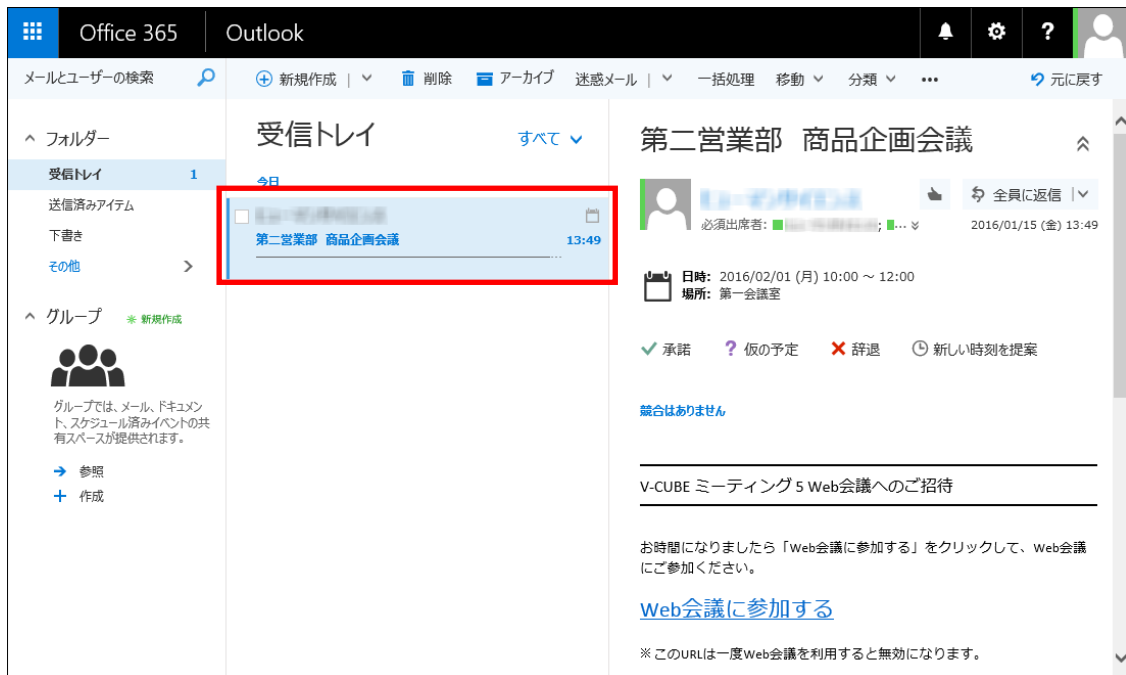 Office 365
Outlook
?
メールとユーザーの検索
新規作成 |
削除
アーカイブ
迷惑メール |
一括処理
移動
分類
•••
元に戻す
フォルダー
受信トレイ 1
送信済みアイテム
下書き
その他
グループ
新規作成
グループでは、メール、ドキュメン
ト、スケジュール済みイベントの共
有スペースが提供されます。
参照
作成
受信トレイ
すべて
今日
第二営業部 商品企画会議
13:49
...
第二営業部 商品企画会議
全員に返信
必須出席者:
;
...
2016/01/15 (金) 13:49
日時: 2016/02/01 (月) 10:00 ～ 12:00
場所: 第一会議室
承諾
? 仮の予定
辞退
新しい時刻を提案
競合はありません
V-CUBE ミーティング 5 Web会議へのご招待
お時間になりましたら「Web会議に参加する」をクリックして、Web会議
にご参加ください。
Web会議に参加する
※このURLは一度Web会議を利用すると無効になります。